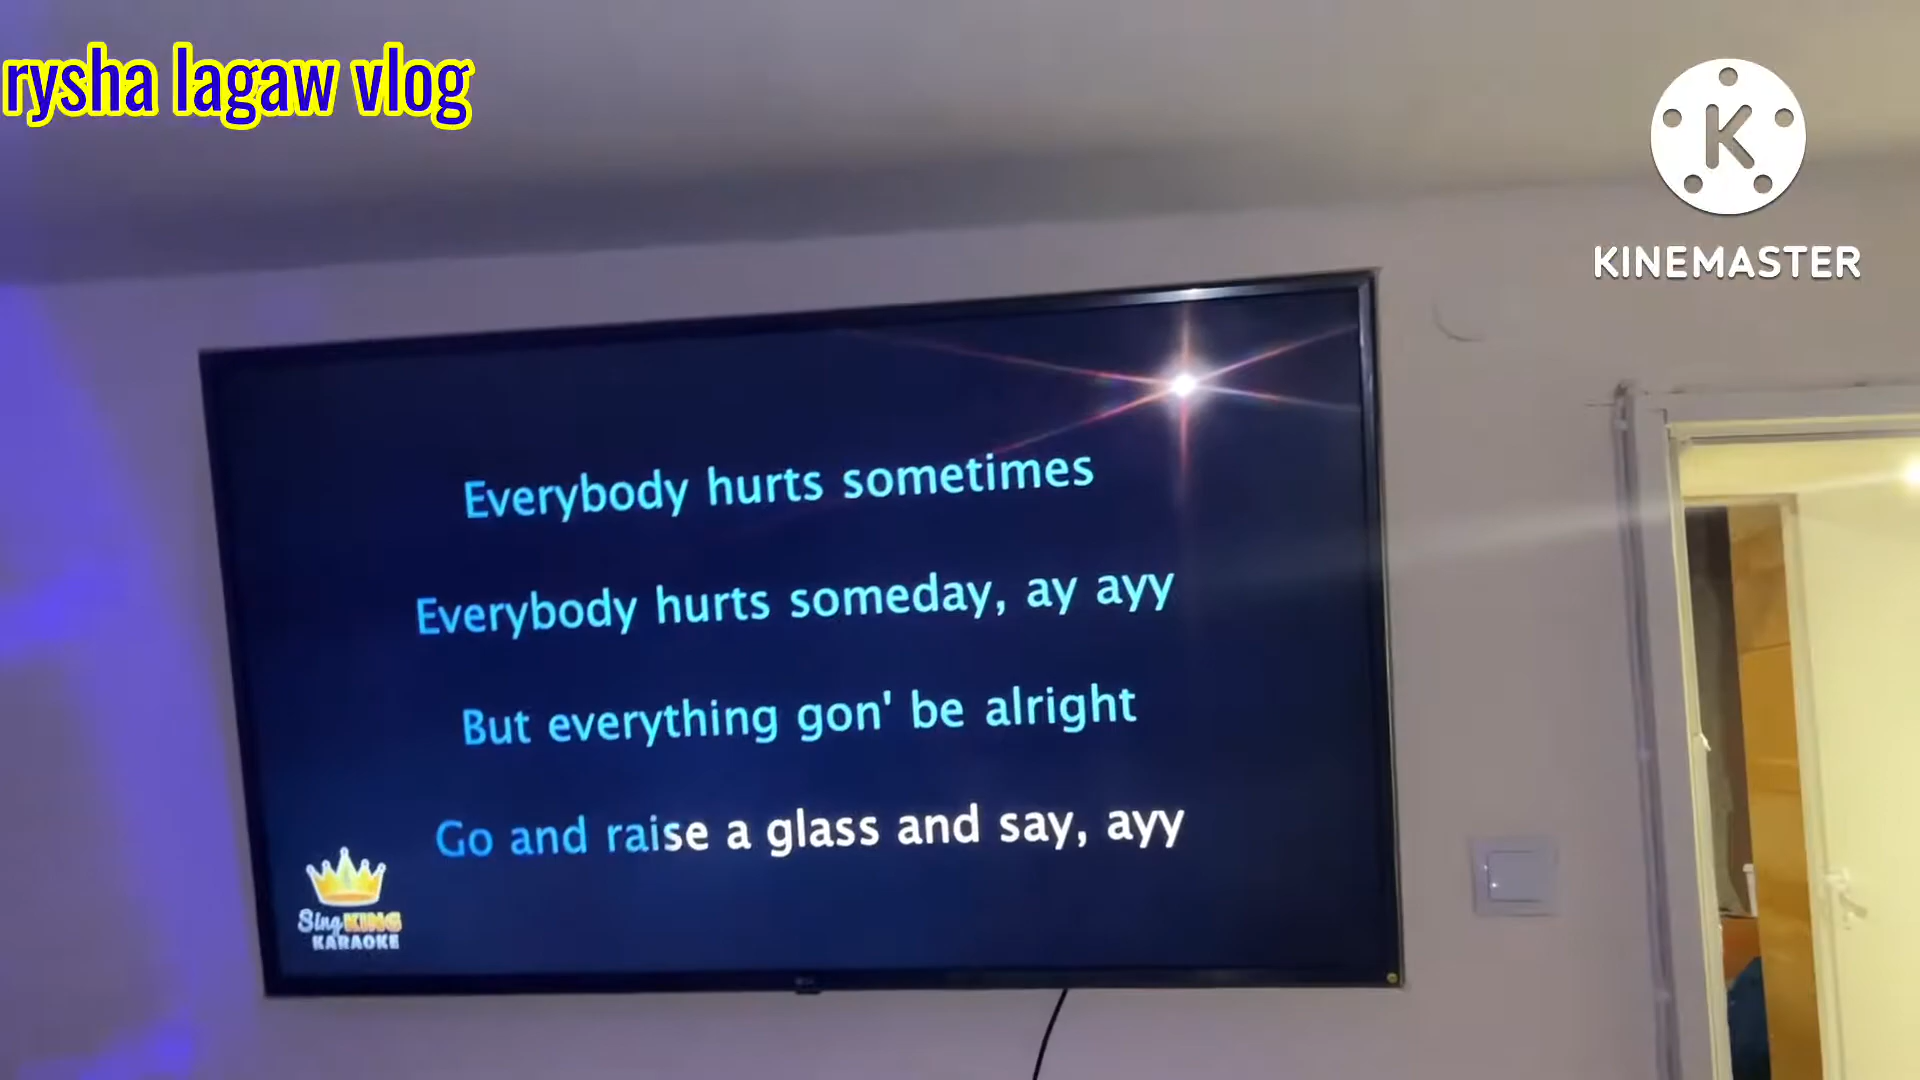 rysha lagaw vlog
K
KINEMASTER
Everybody hurts sometimes
Everybody hurts someday, ay ayy
But everything gon' be alright
Go and raise a glass and say, ayy
Sing KING
KARAOKE